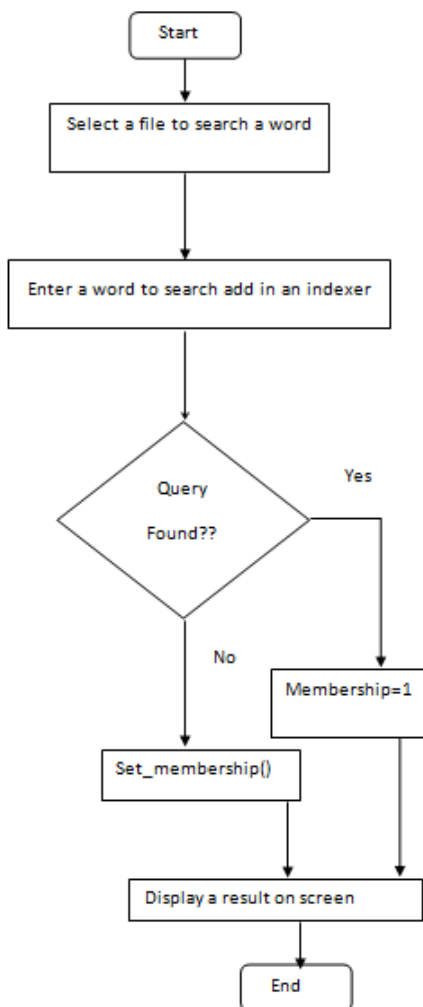 Start
Select a file to search a word
Enter a word to search add in an indexer
Query
Found??
Yes
No
Membership=1
Set_membership()
Display a result on screen
End